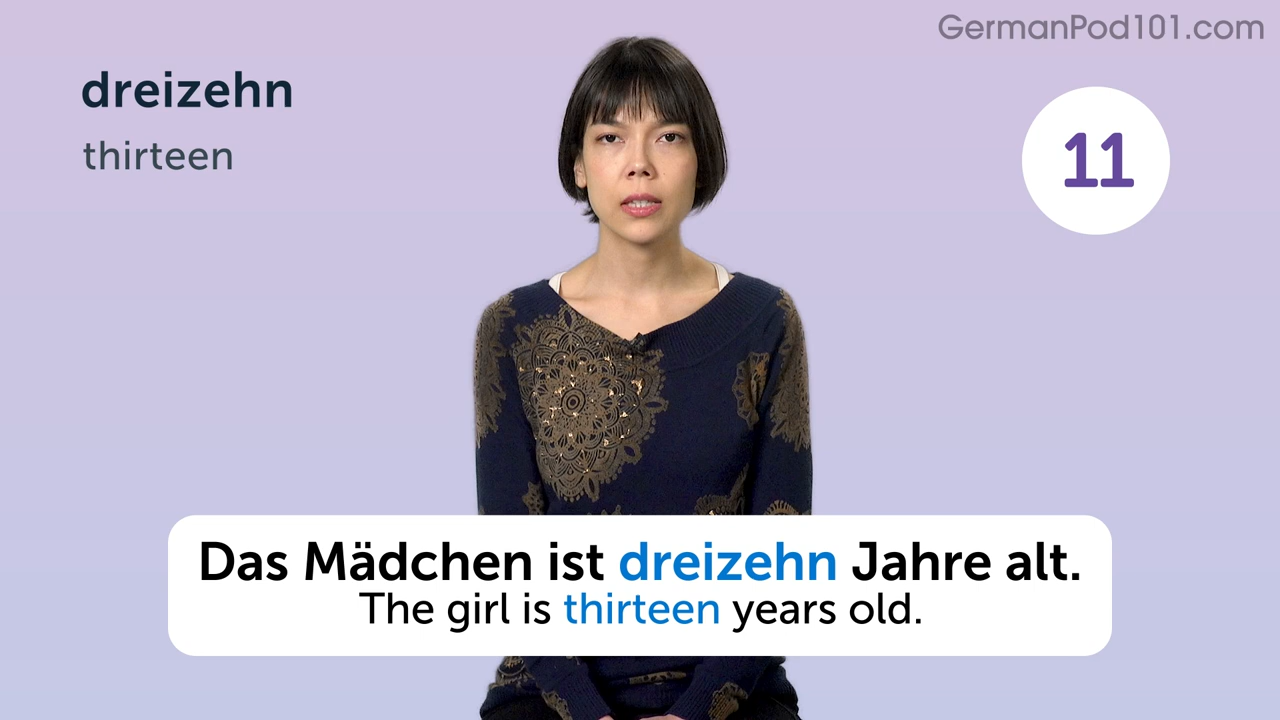 GermanPod101.com
dreizehn
thirteen
11
Das Mädchen ist dreizehn Jahre alt.
The girl is thirteen years old.